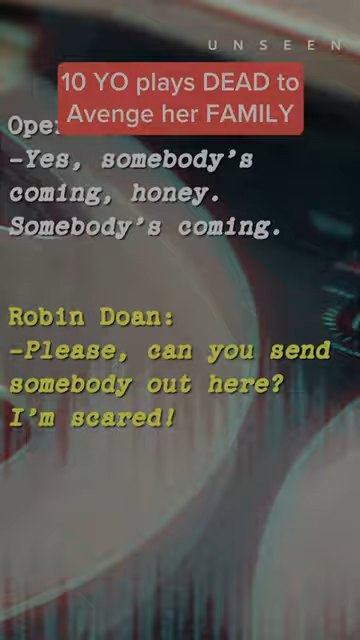 UNSEEN
10 YO plays DEAD to
Avenge her FAMILY
-Yes, somebody's
coming, honey.
Somebody's coming.
Robin Doan:
-Please, can you send
somebody out here?
I'm scared!